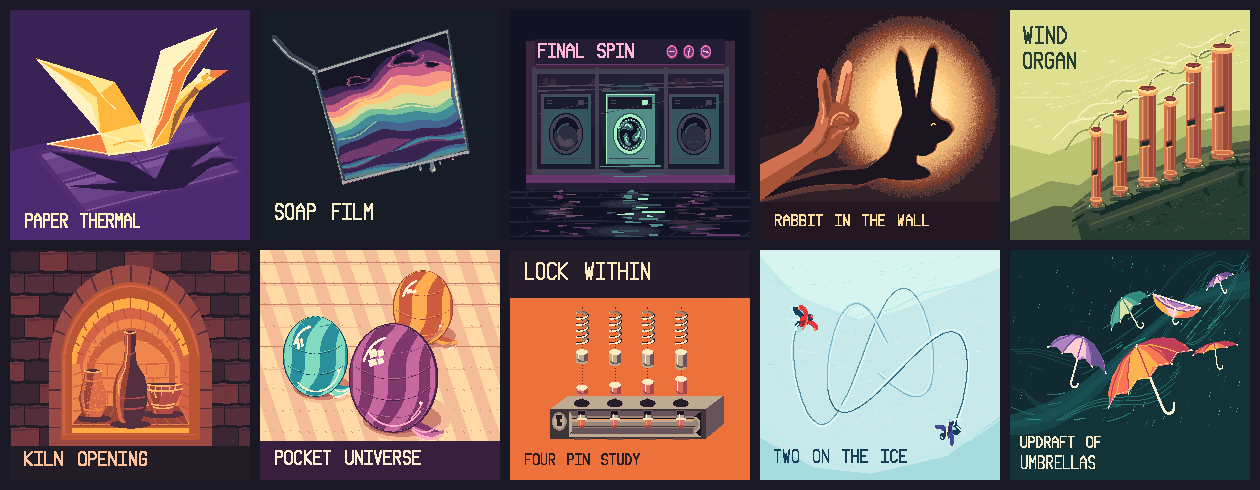 PAPER THERMAL
SOAP FILM
FINAL SPIN
RABBIT IN THE WALL
WIND
ORGAN
KILN OPENING
POCKET UNIVERSE
LOCK WITHIN
FOUR PIN STUDY
TWO ON THE ICE
UPDRAFT OF
UMBRELLAS